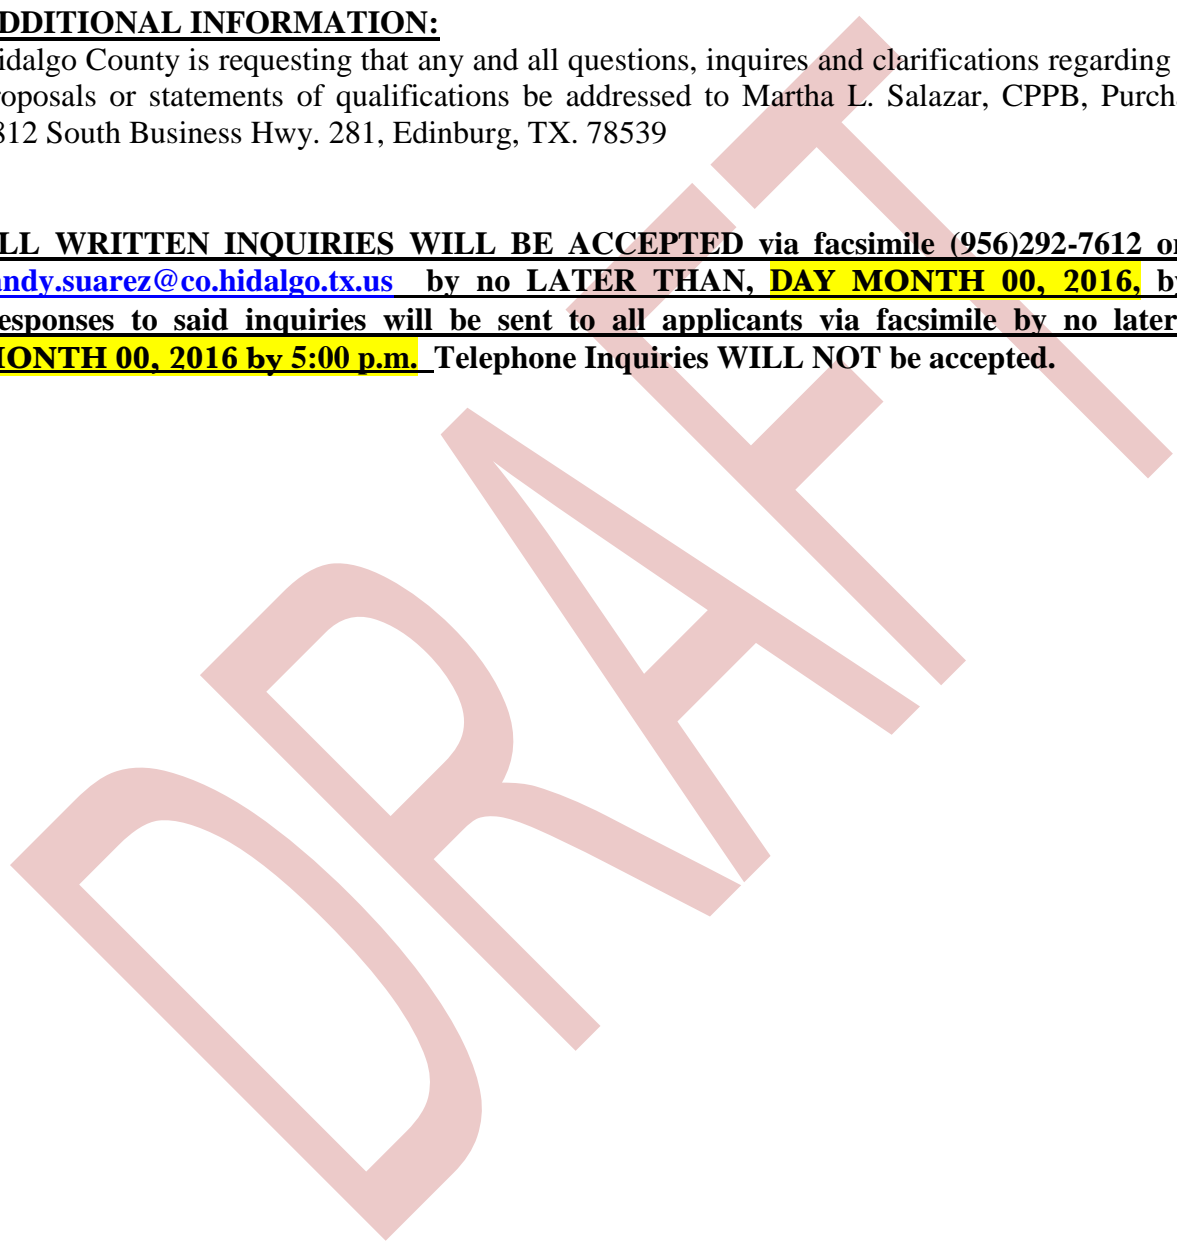 DDITIONAL INFORMATION:
idalgo County is requesting that any and all questions, inquires and clarifications regarding
roposals or statements of qualifications be addressed to Martha L. Salazar, CPPB, Purcha
812 South Business Hwy. 281, Edinburg, TX. 78539
LL WRITTEN INQUIRIES WILL BE ACCEPTED via facsimile (956)292-7612 or
andy.suarez@co.hidalgo.tx.us by no LATER THAN, DAY MONTH 00, 2016, by
esponses to said inquiries will be sent to all applicants via facsimile by no later
MONTH 00, 2016 by 5:00 p.m. Telephone Inquiries WILL NOT be accepted.
DRAFT